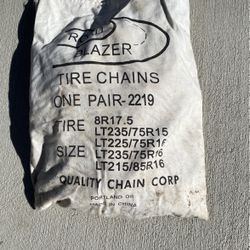 ROAD
BLAZER
TIRE CHAINS
ONE PAIR-2219
TIRE
SIZE
8R17.5
LT235/75R15
LT225/75R16
LT235/75R16
LT215/85R16
QUALITY CHAIN CORP
PORTLAND OR
MADE IN CHINA